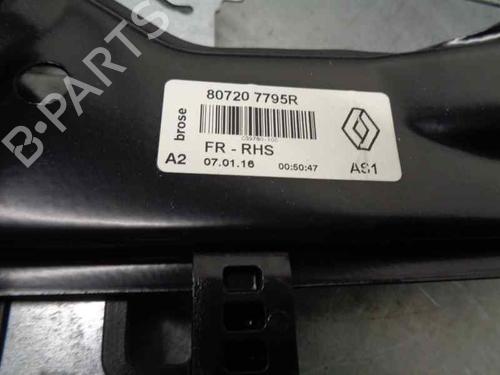 B-PARTS
brose
80720 7795R
FR - RHS
A2
07.01.16
00:50:47
AS1